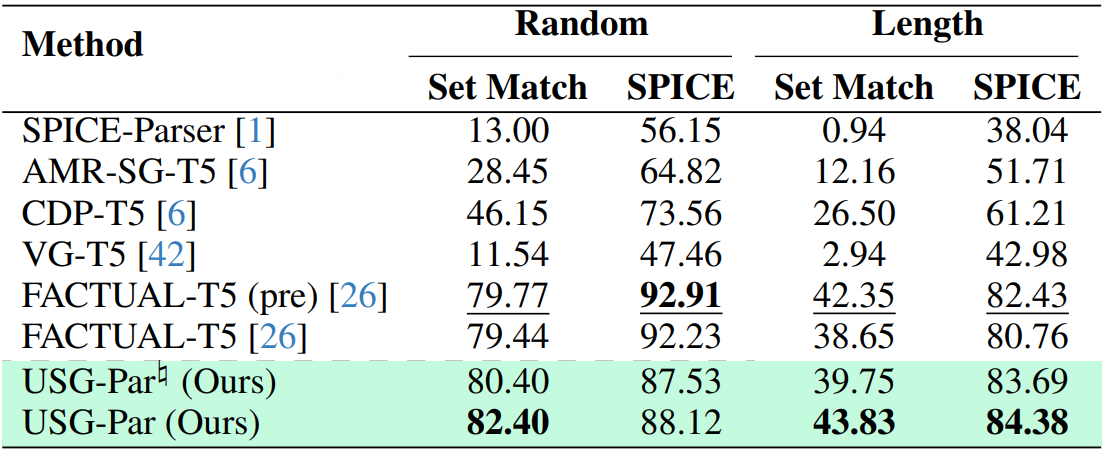 Method Random Length
Set Match SPICE Set Match SPICE
SPICE-Parser [1] 13.00 56.15 0.94 38.04
AMR-SG-T5 [6] 28.45 64.82 12.16 51.71
CDP-T5 [6] 46.15 73.56 26.50 61.21
VG-T5 [42] 11.54 47.46 2.94 42.98
FACTUAL-T5 (pre) [26] 79.77 92.91 42.35 82.43
FACTUAL-T5 [26] 79.44 92.23 38.65 80.76
USG-Par♮ (Ours) 80.40 87.53 39.75 83.69
USG-Par (Ours) 82.40 88.12 43.83 84.38